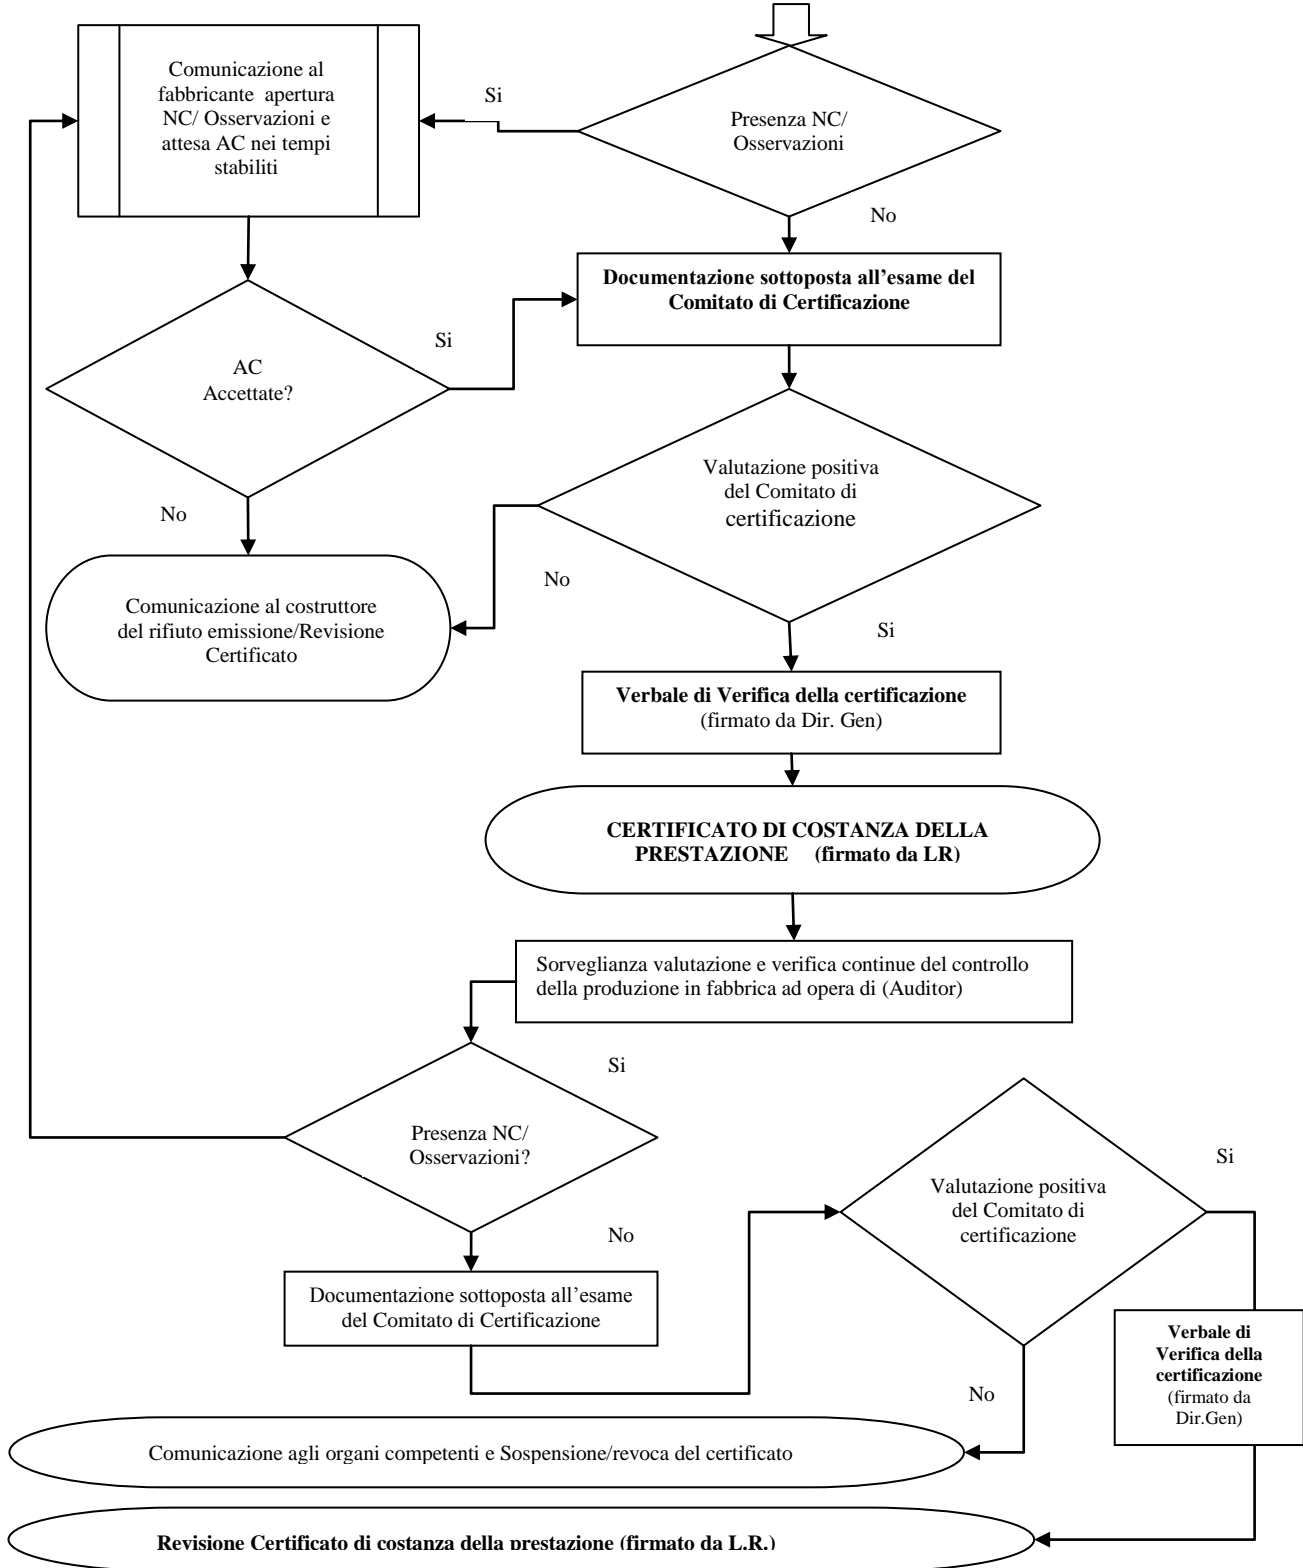 Comunicazione al
fabbricante apertura
NC/ Osservazioni e
attesa AC nei tempi
stabiliti
Si
Presenza NC/
Osservazioni
No
Documentazione sottoposta all'esame del
Comitato di Certificazione
Si
AC
Accettate?
No
Valutazione positiva
del Comitato di
certificazione
No
Si
Comunicazione al costruttore
del rifiuto emissione/Revisione
Certificato
Verbale di Verifica della certificazione
(firmato da Dir. Gen)
CERTIFICATO DI COSTANZA DELLA
PRESTAZIONE (firmato da LR)
Sorveglianza valutazione e verifica continue del controllo
della produzione in fabbrica ad opera di (Auditor)
Si
Presenza NC/
Osservazioni?
No
Documentazione sottoposta all'esame
del Comitato di Certificazione
Valutazione positiva
del Comitato di
certificazione
Si
No
Verbale di
Verifica della
certificazione
(firmato da
Dir.Gen)
Comunicazione agli organi competenti e Sospensione/revoca del certificato
Revisione Certificato di costanza della prestazione (firmato da L.R.)